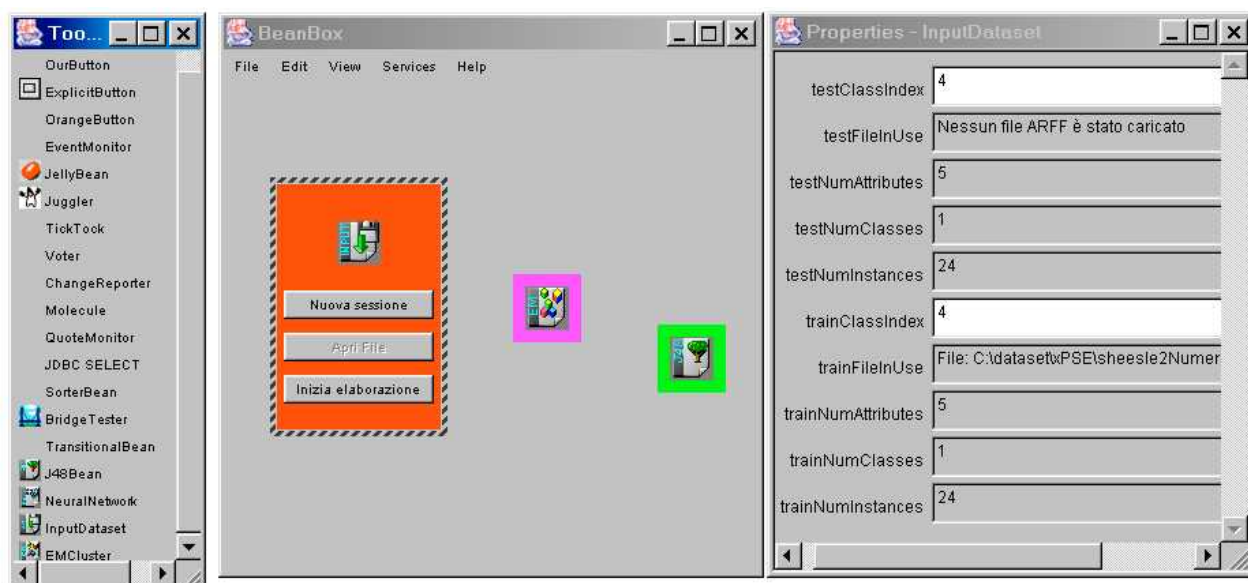 Too...
OurButton
ExplicitButton
OrangeButton
EventMonitor
JellyBean
Juggler
TickTock
Voter
ChangeReporter
Molecule
QuoteMonitor
JDBC SELECT
SorterBean
BridgeTester
TransitionalBean
J48Bean
NeuralNetwork
InputDataset
EMCluster
BeanBox
File Edit View Services Help
INPUT
Nuova sessione
Apri File
Inizia elaborazione
EM
J48
Properties - InputDataset
testClassIndex 4
testFileInUse Nessun file ARFF è stato caricato
testNumAttributes 5
testNumClasses 1
testNumInstances 24
trainClassIndex 4
trainFileInUse File: C:\dataset\xPSE\sheesle2Numer
trainNumAttributes 5
trainNumClasses 1
trainNumInstances 24